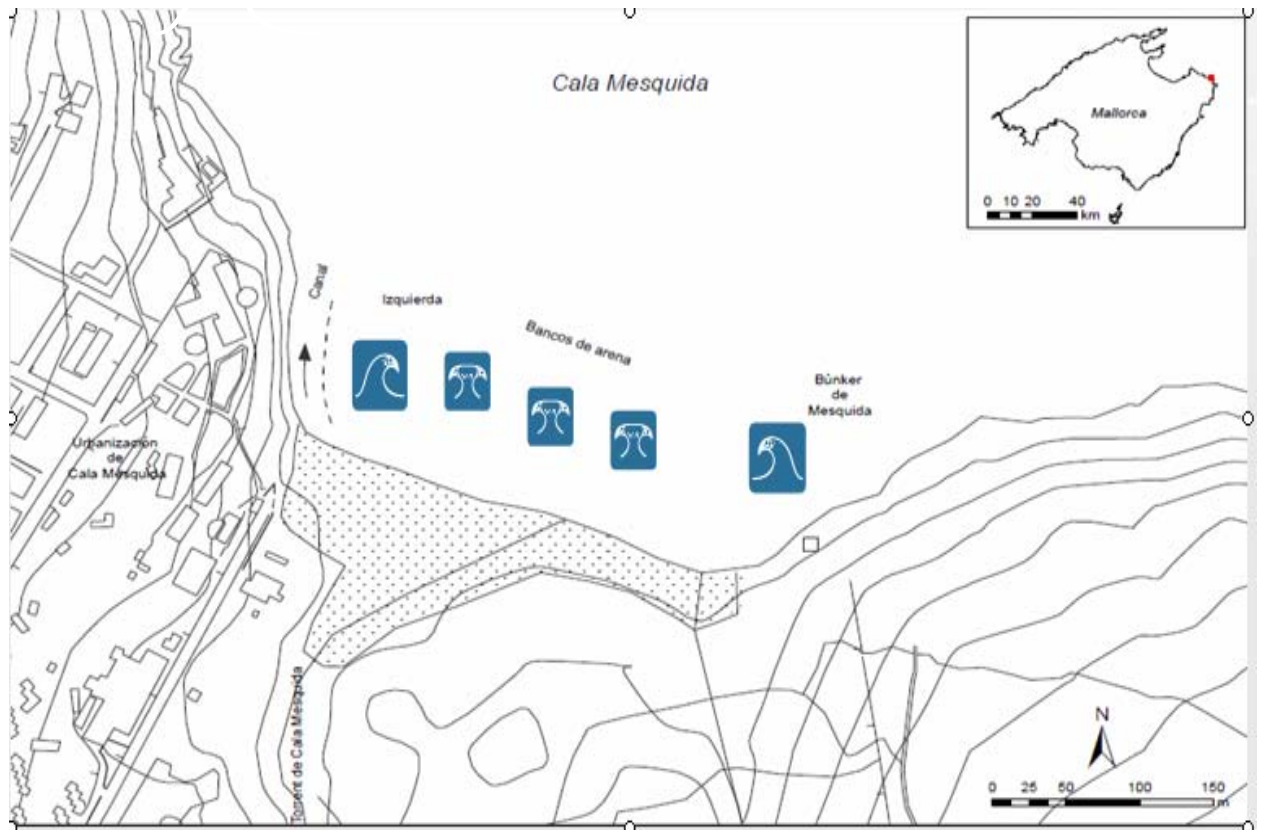 Cala Mesquida
Mallorca
0 10 20 40
km
Canal
Izquierda
Bancos de arena
Búnker
de
Mesquida
Urbanización
de
Cala Mesquida
Torrent de Cala Mesquida
N
0 25 50 100 150
m